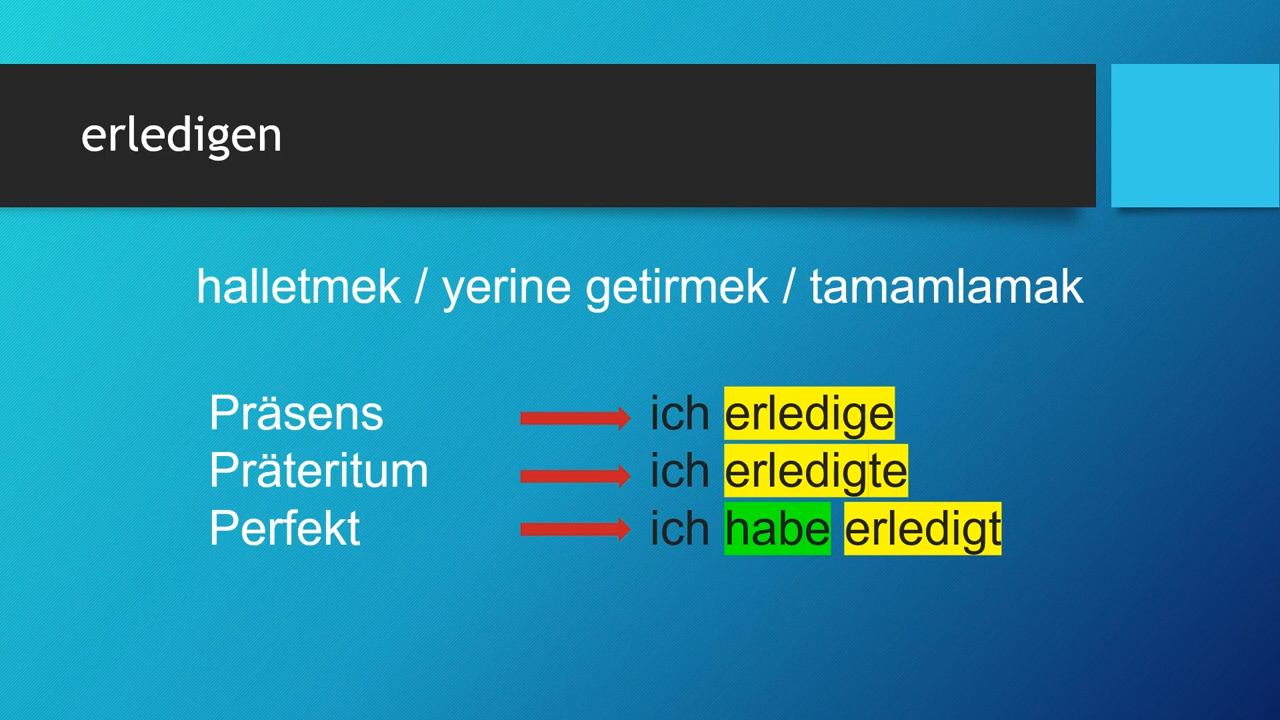 erledigen
halletmek / yerine getirmek / tamamlamak
Präsens ich erledige
Präteritum ich erledigte
Perfekt ich habe erledigt